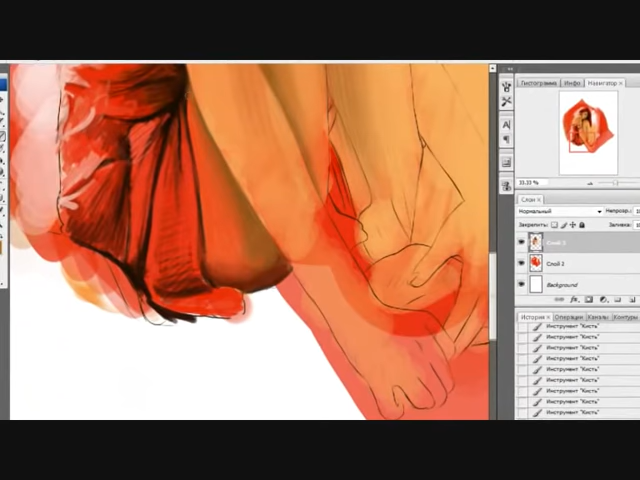 Гистограмма Инфо Навигатор ×
33.33 %
Слои ×
Нормальный Непрозр.:
Закрепить: Заливка:
Слой 3
Слой 2
Background
История × Операции Каналы Контуры
Инструмент "Кисть"
Инструмент "Кисть"
Инструмент "Кисть"
Инструмент "Кисть"
Инструмент "Кисть"
Инструмент "Кисть"
Инструмент "Кисть"
Инструмент "Кисть"
Инструмент "Кисть"